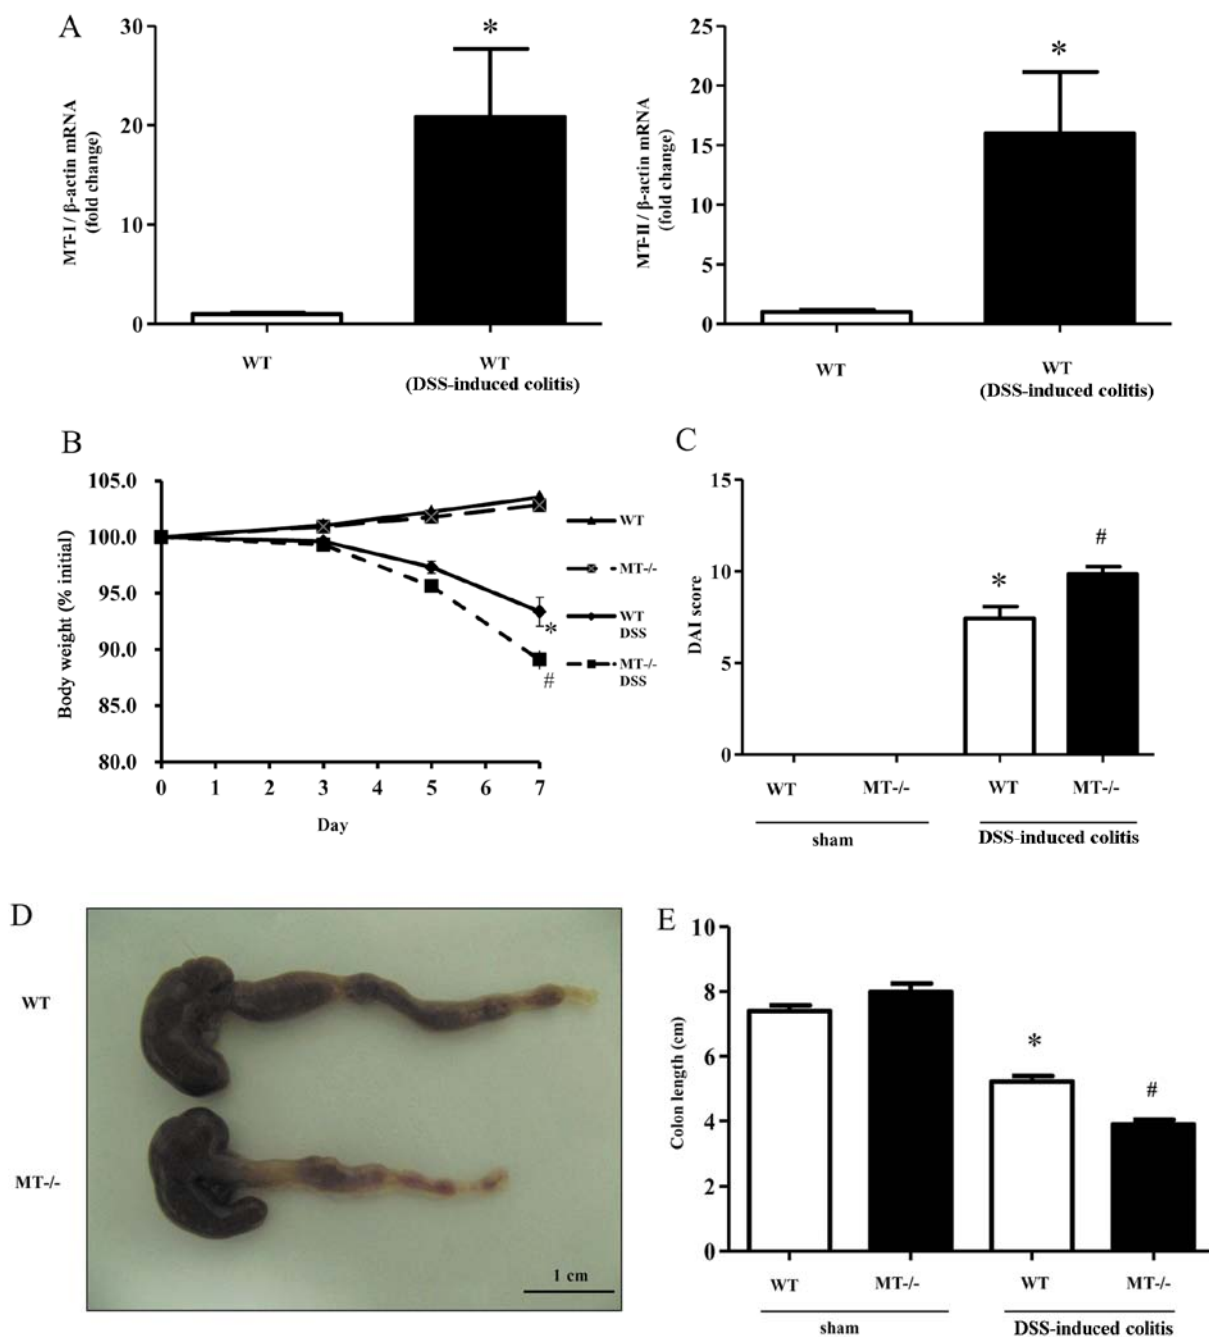 A
MT-I / β-actin mRNA
(fold change)
30
20
10
0
*
WT
WT
(DSS-induced colitis)
MT-II / β-actin mRNA
(fold change)
25
20
15
10
5
0
*
WT
WT
(DSS-induced colitis)
B
Body weight (% initial)
105.0
100.0
95.0
90.0
85.0
80.0
0 1 2 3 4 5 6 7
Day
*
#
WT
MT-/-
WT
DSS
MT-/-
DSS
C
DAI score
15
10
5
0
*
#
WT MT-/- WT MT-/-
sham DSS-induced colitis
D
WT
MT-/-
1 cm
E
Colon length (cm)
10
8
6
4
2
0
*
#
WT MT-/- WT MT-/-
sham DSS-induced colitis